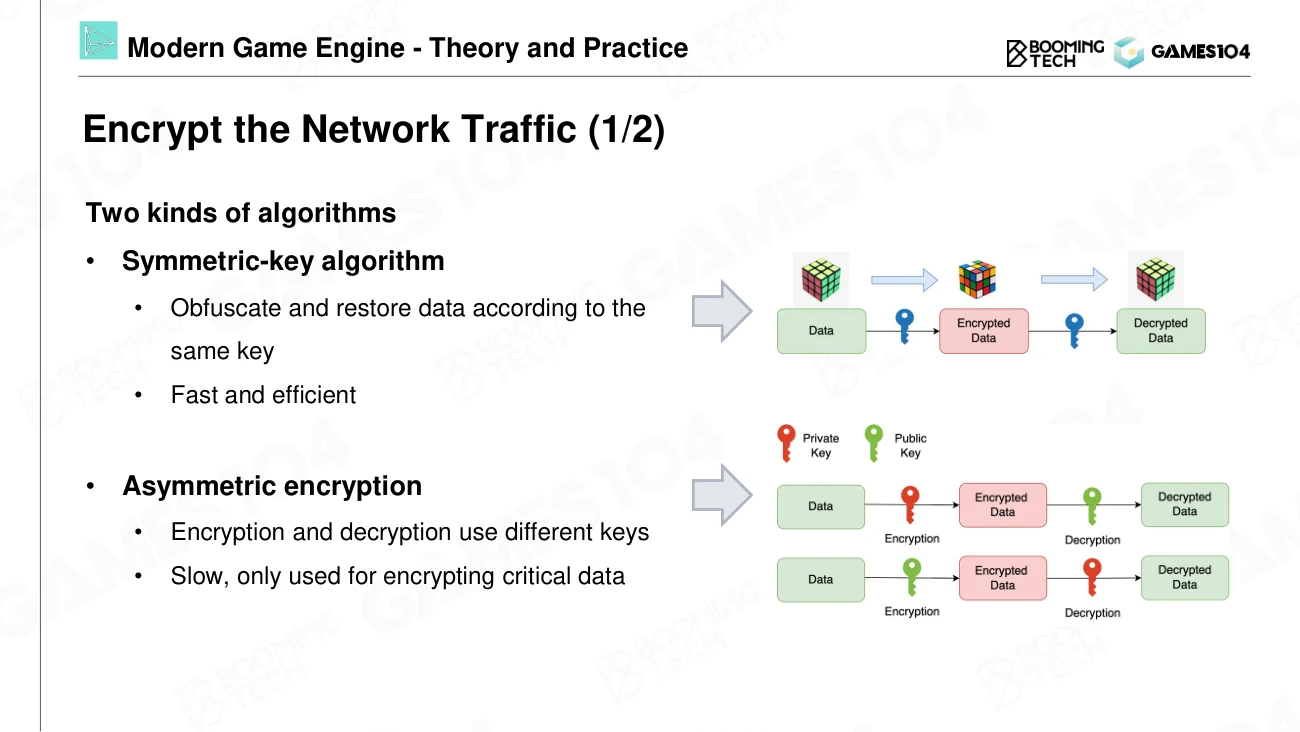 Modern Game Engine - Theory and Practice
BOOMING
TECH
GAMES104
Encrypt the Network Traffic (1/2)
Two kinds of algorithms
• Symmetric-key algorithm
• Obfuscate and restore data according to the
same key
• Fast and efficient
• Asymmetric encryption
• Encryption and decryption use different keys
• Slow, only used for encrypting critical data
Data
Encrypted
Data
Decrypted
Data
Private
Key
Public
Key
Data
Encrypted
Data
Decrypted
Data
Encryption
Decryption
Data
Encrypted
Data
Decrypted
Data
Encryption
Decryption